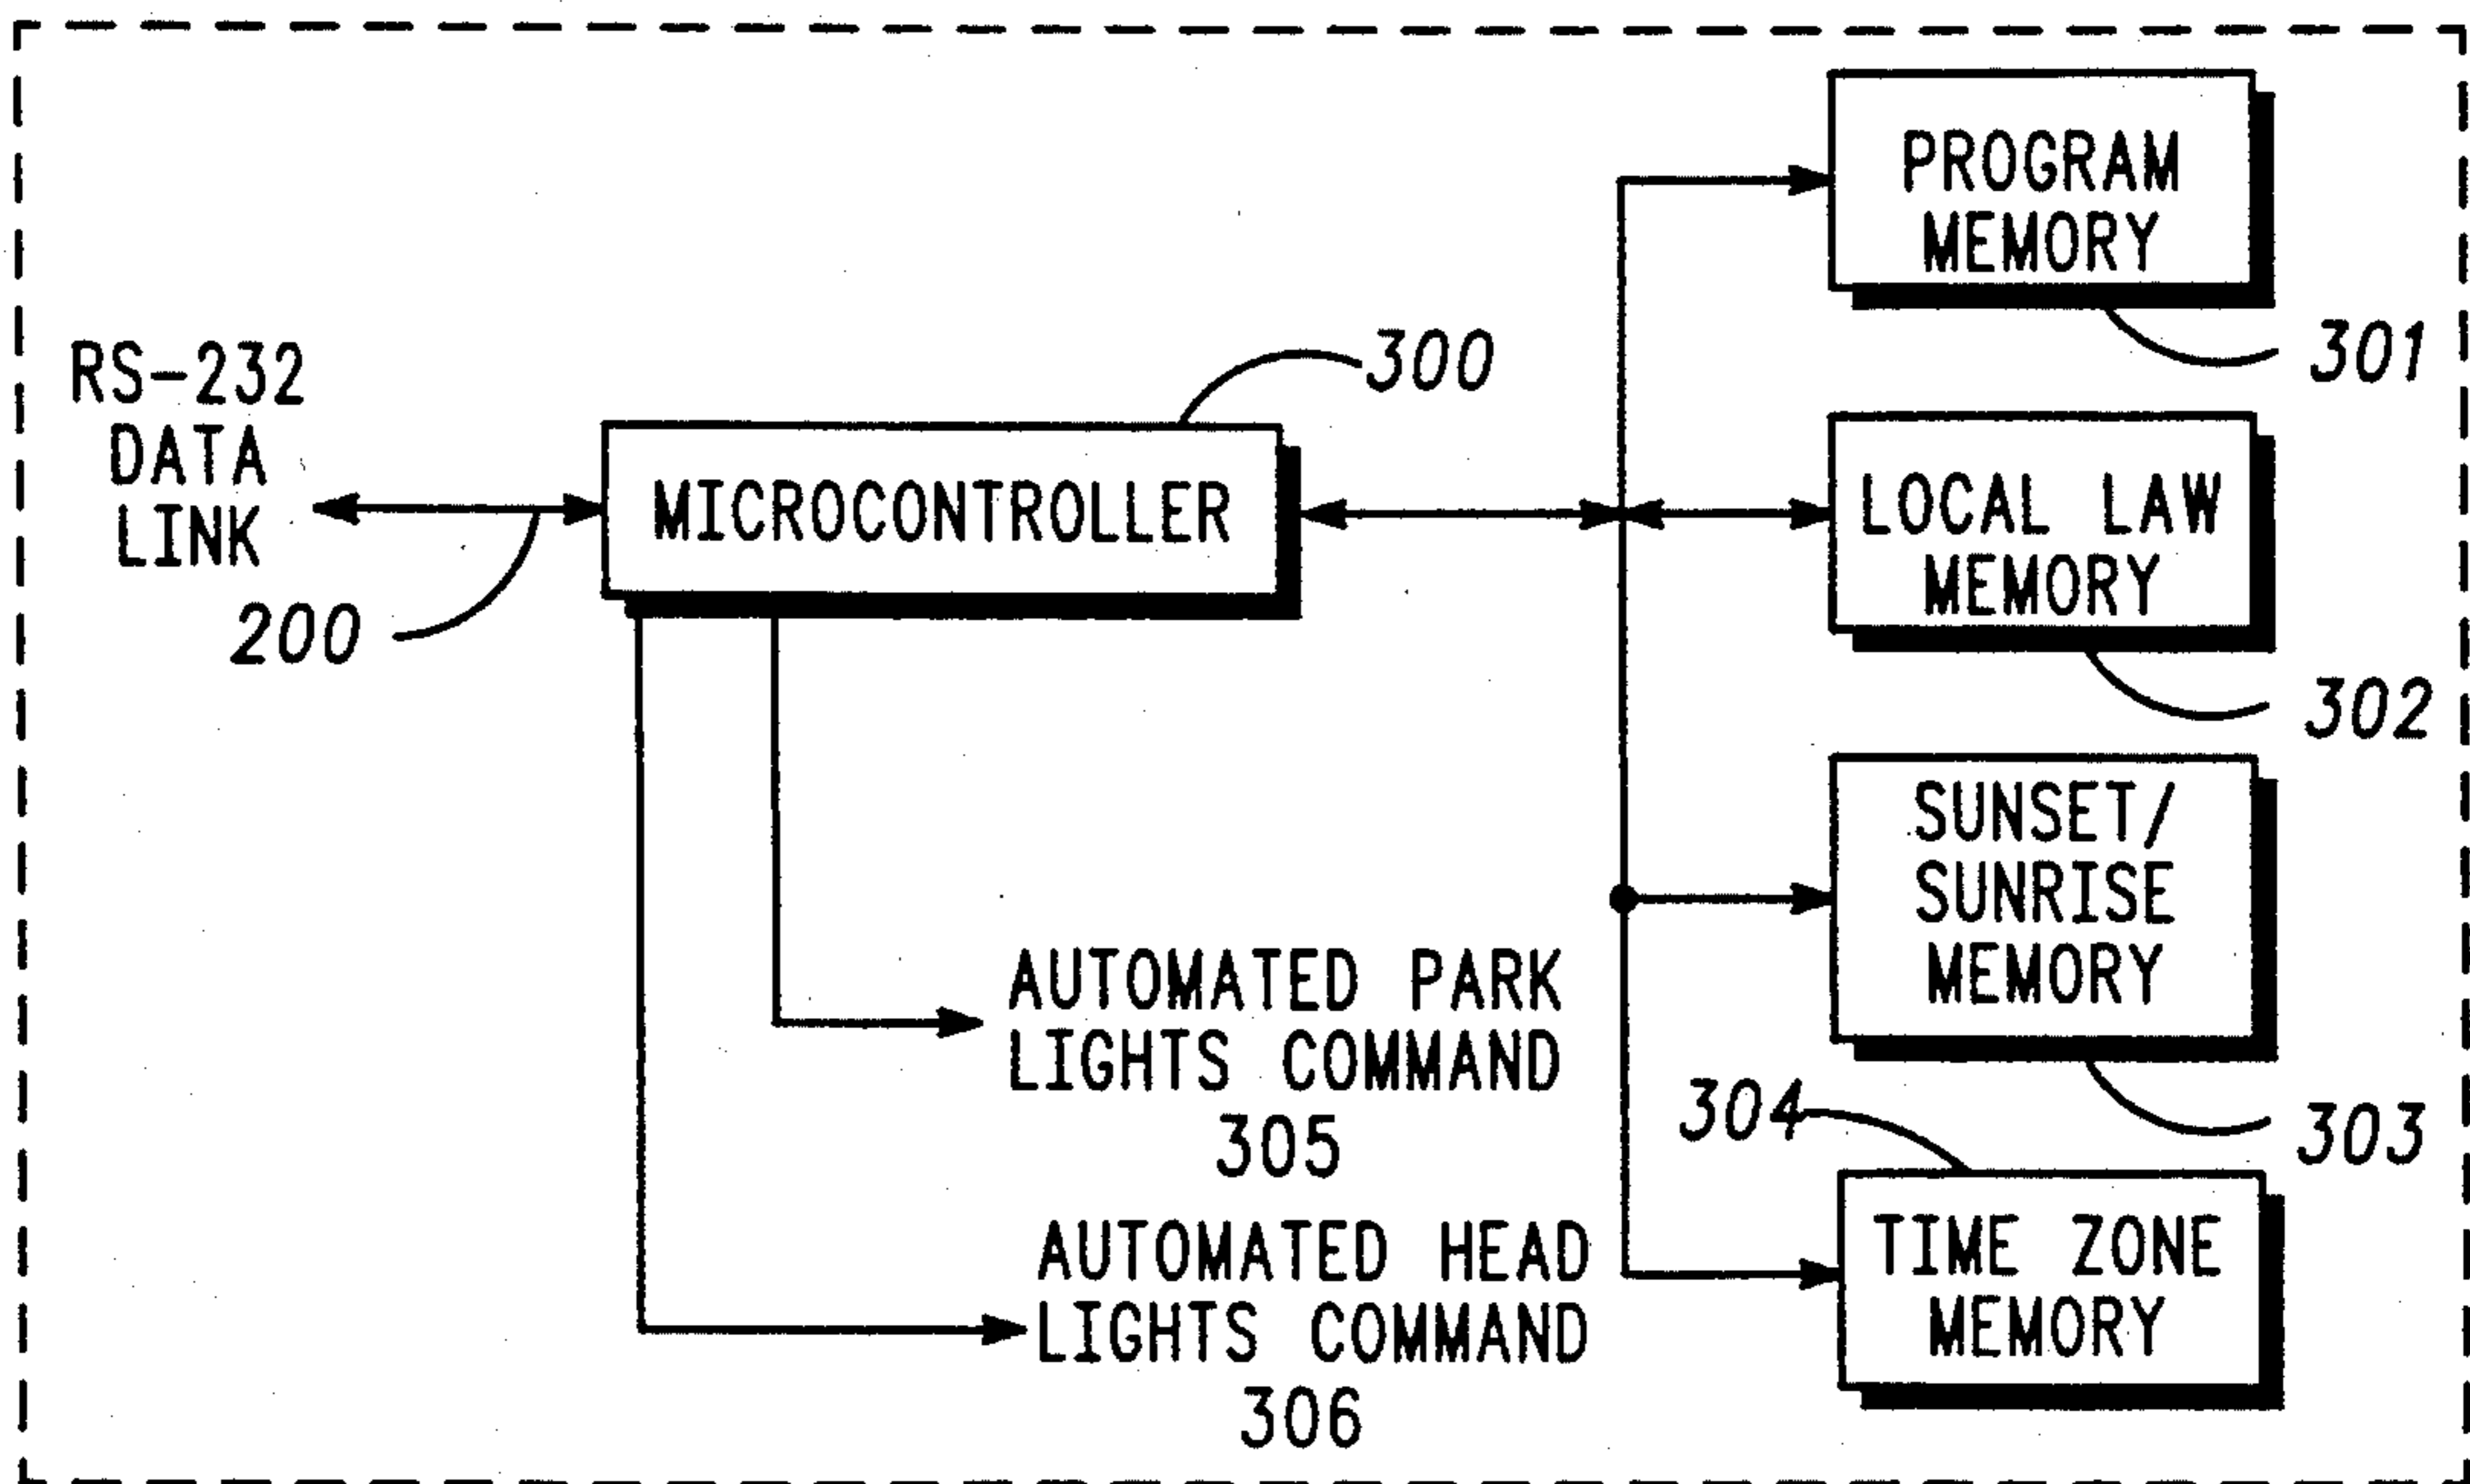 RS-232
DATA
LINK
200
MICROCONTROLLER
300
PROGRAM
MEMORY
301
LOCAL LAW
MEMORY
302
SUNSET/
SUNRISE
MEMORY
303
304
TIME ZONE
MEMORY
AUTOMATED PARK
LIGHTS COMMAND
305
AUTOMATED HEAD
LIGHTS COMMAND
306